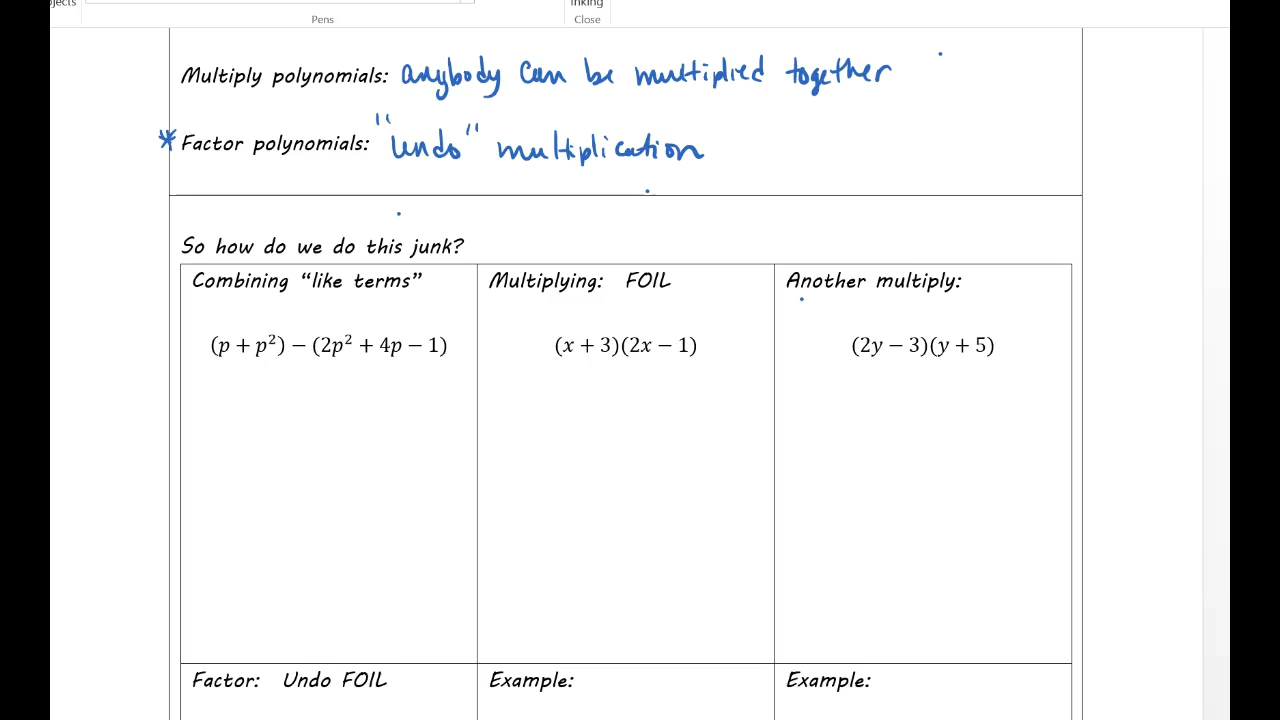 Pens
inking
Close
Multiply polynomials: anybody can be multiplied together
* Factor polynomials: "undo" multiplication
So how do we do this junk?
Combining “like terms”
(p + p²) − (2p² + 4p − 1)
Multiplying: FOIL
(x + 3)(2x − 1)
Another multiply:
(2y − 3)(y + 5)
Factor: Undo FOIL
Example:
Example: